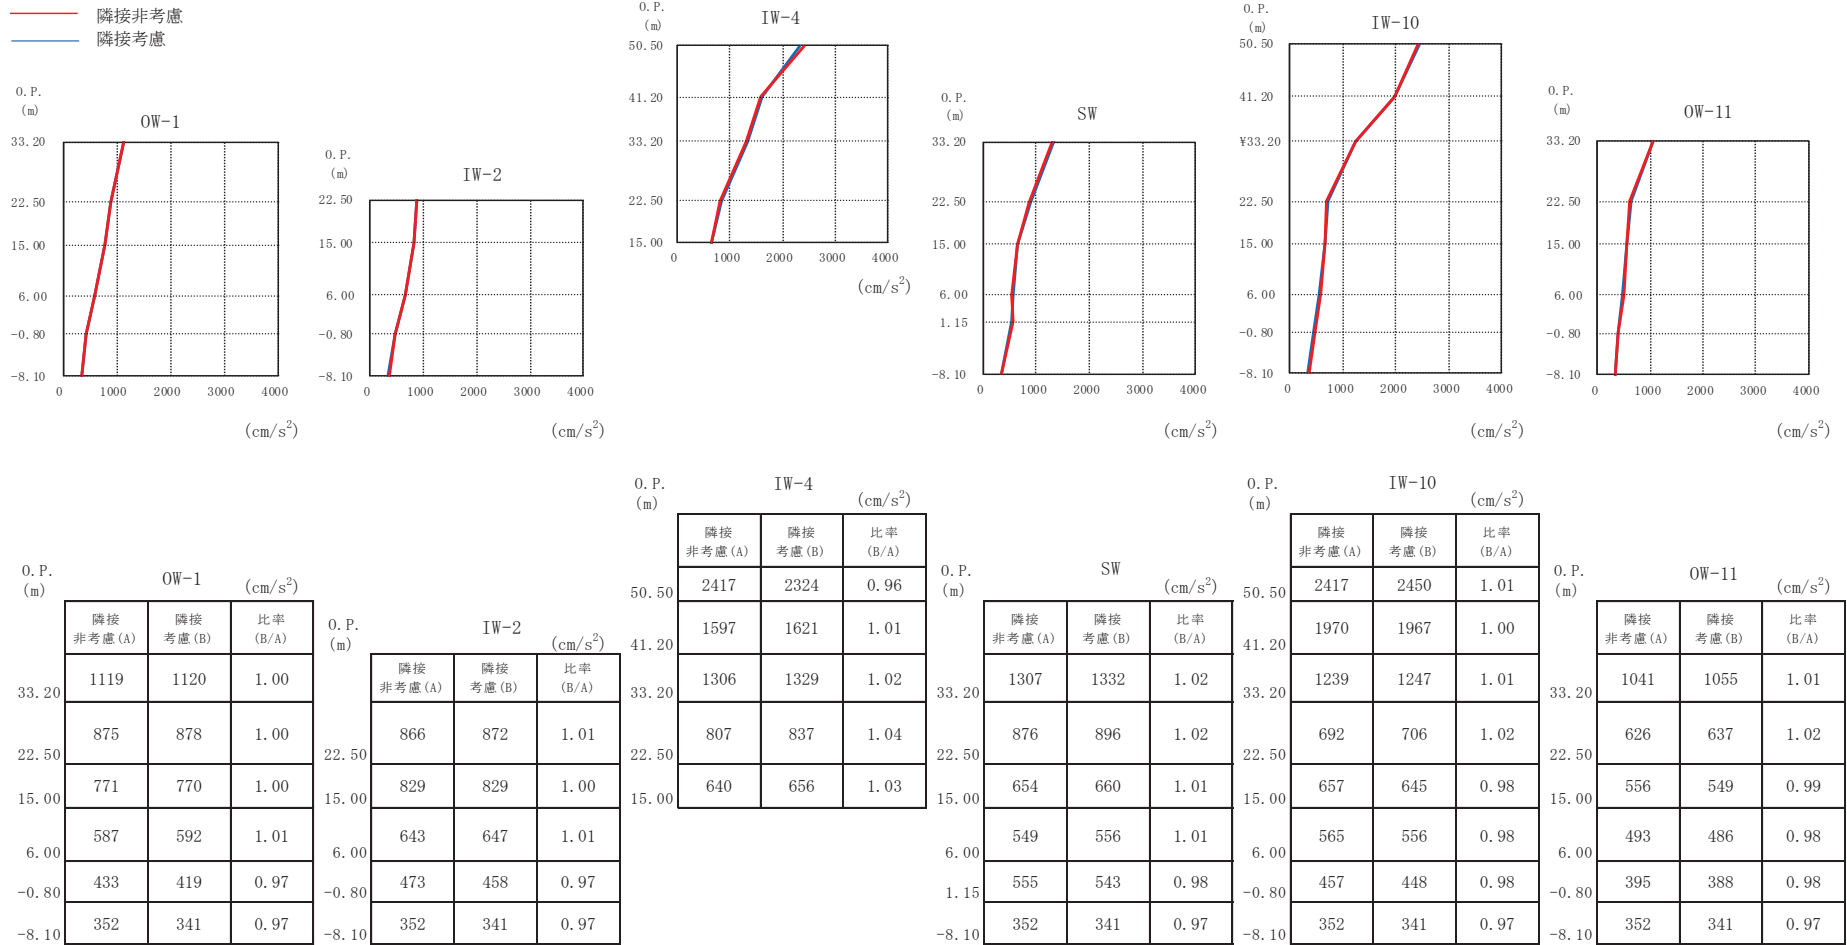 隣接非考慮
隣接考慮
O.P.
(m)
OW-1
33.20
22.50
15.00
6.00
-0.80
-8.10
0 1000 2000 3000 4000
(cm/s²)
O.P.
(m)
IW-2
22.50
15.00
6.00
-0.80
-8.10
0 1000 2000 3000 4000
(cm/s²)
O.P.
(m)
IW-4
50.50
41.20
33.20
22.50
15.00
0 1000 2000 3000 4000
(cm/s²)
O.P.
(m)
SW
33.20
22.50
15.00
6.00
1.15
-8.10
0 1000 2000 3000 4000
(cm/s²)
O.P.
(m)
IW-10
50.50
41.20
¥33.20
22.50
15.00
6.00
-0.80
-8.10
0 1000 2000 3000 4000
(cm/s²)
O.P.
(m)
OW-11
33.20
22.50
15.00
6.00
-0.80
-8.10
0 1000 2000 3000 4000
(cm/s²)
O.P.
(m)
OW-1 (cm/s²)
隣接 隣接 比率
非考慮(A) 考慮(B) (B/A)
33.20 1119 1120 1.00
22.50 875 878 1.00
15.00 771 770 1.00
6.00 587 592 1.01
-0.80 433 419 0.97
-8.10 352 341 0.97
O.P.
(m)
IW-2 (cm/s²)
隣接 隣接 比率
非考慮(A) 考慮(B) (B/A)
22.50 866 872 1.01
15.00 829 829 1.00
6.00 643 647 1.01
-0.80 473 458 0.97
-8.10 352 341 0.97
O.P.
(m)
IW-4 (cm/s²)
隣接 隣接 比率
非考慮(A) 考慮(B) (B/A)
50.50 2417 2324 0.96
41.20 1597 1621 1.01
33.20 1306 1329 1.02
22.50 807 837 1.04
15.00 640 656 1.03
O.P.
(m)
SW (cm/s²)
隣接 隣接 比率
非考慮(A) 考慮(B) (B/A)
33.20 1307 1332 1.02
22.50 876 896 1.02
15.00 654 660 1.01
6.00 549 556 1.01
1.15 555 543 0.98
-8.10 352 341 0.97
O.P.
(m)
IW-10 (cm/s²)
隣接 隣接 比率
非考慮(A) 考慮(B) (B/A)
50.50 2417 2450 1.01
41.20 1970 1967 1.00
33.20 1239 1247 1.01
22.50 692 706 1.02
15.00 657 645 0.98
6.00 565 556 0.98
-0.80 457 448 0.98
-8.10 352 341 0.97
O.P.
(m)
OW-11 (cm/s²)
隣接 隣接 比率
非考慮(A) 考慮(B) (B/A)
33.20 1041 1055 1.01
22.50 626 637 1.02
15.00 556 549 0.99
6.00 493 486 0.98
-0.80 395 388 0.98
-8.10 352 341 0.97